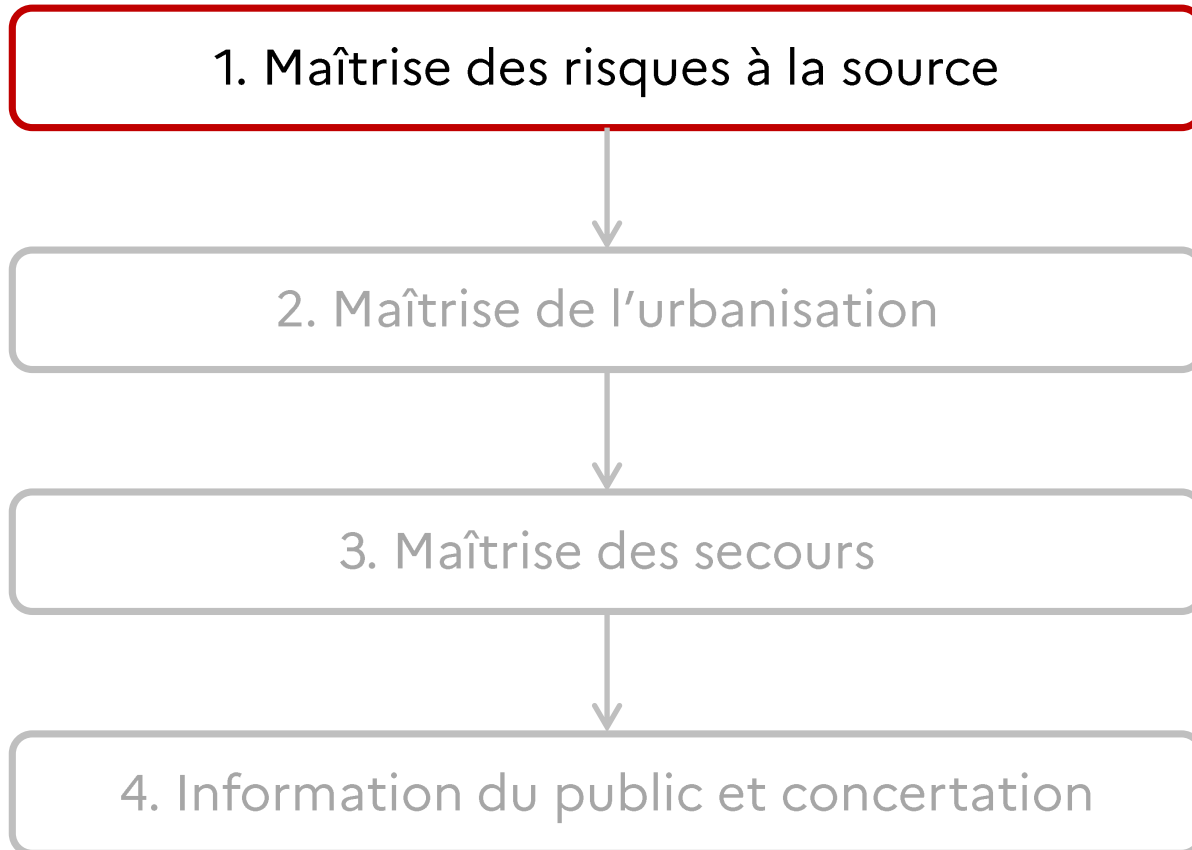 1. Maîtrise des risques à la source
2. Maîtrise de l’urbanisation
3. Maîtrise des secours
4. Information du public et concertation